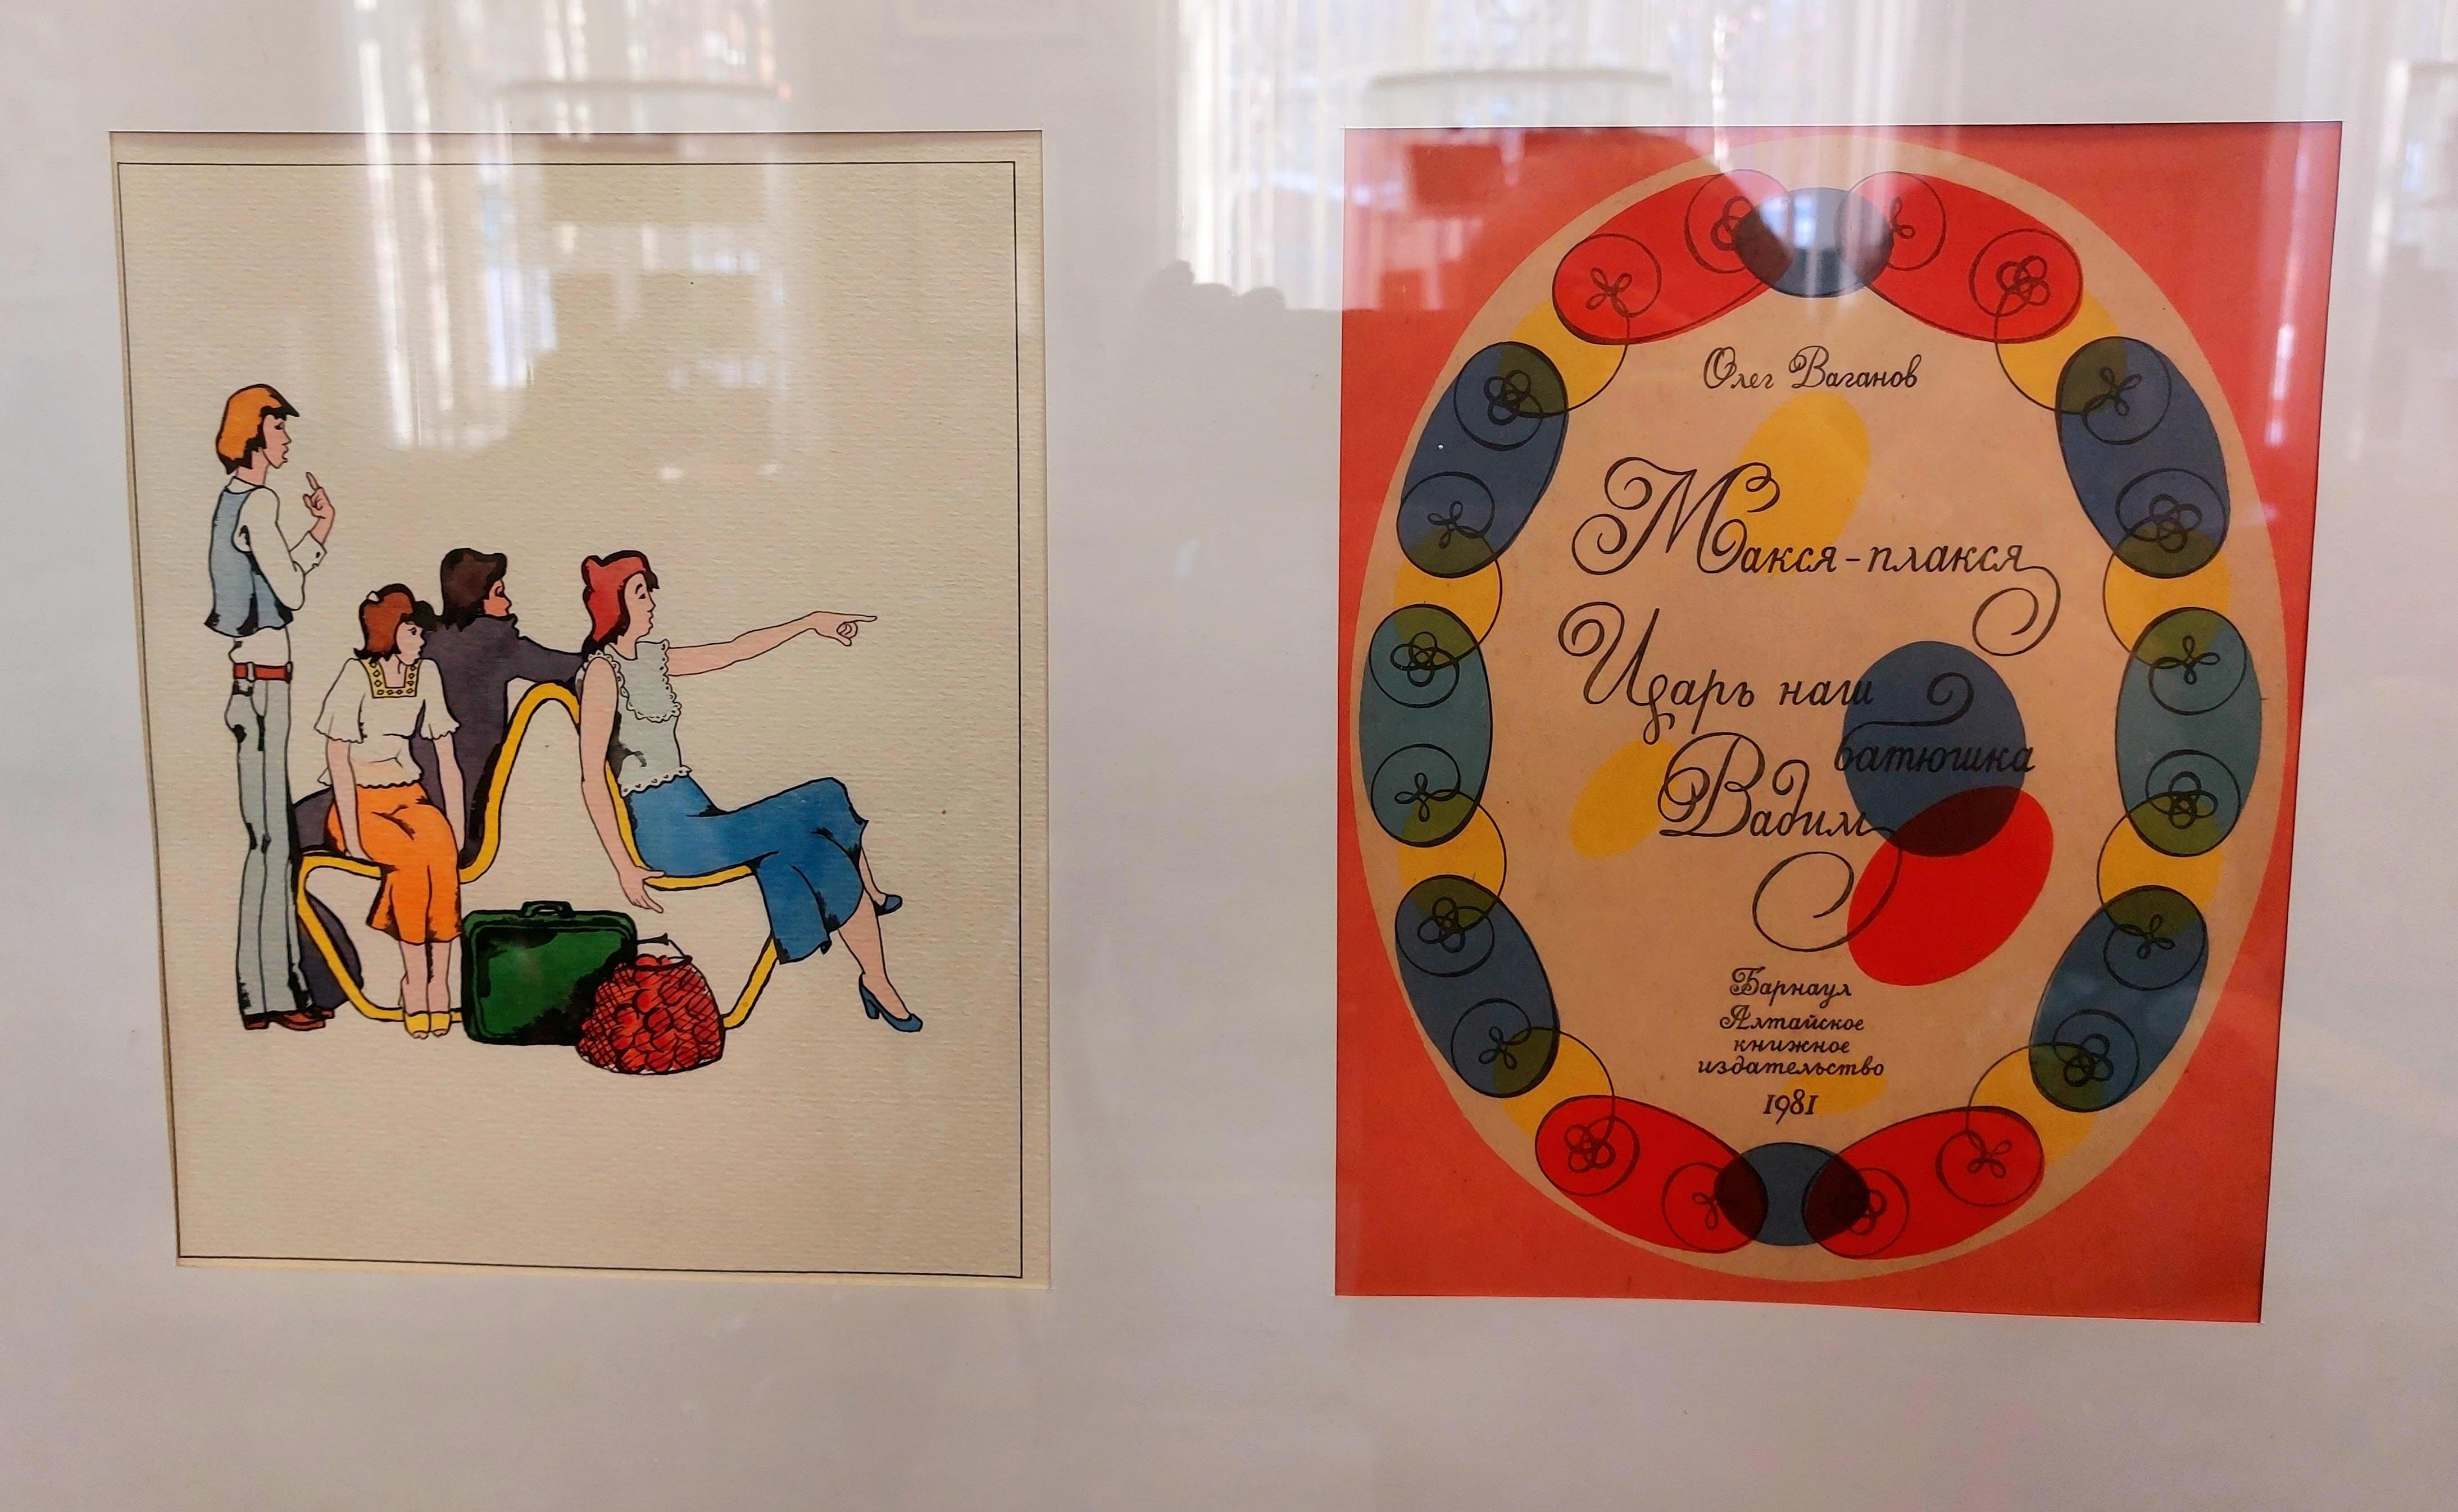 Олег Ваганов
Макся-плакся
Царь наш
батюшка
Вадим
Барнаул
Алтайское
книжное
издательство
1981